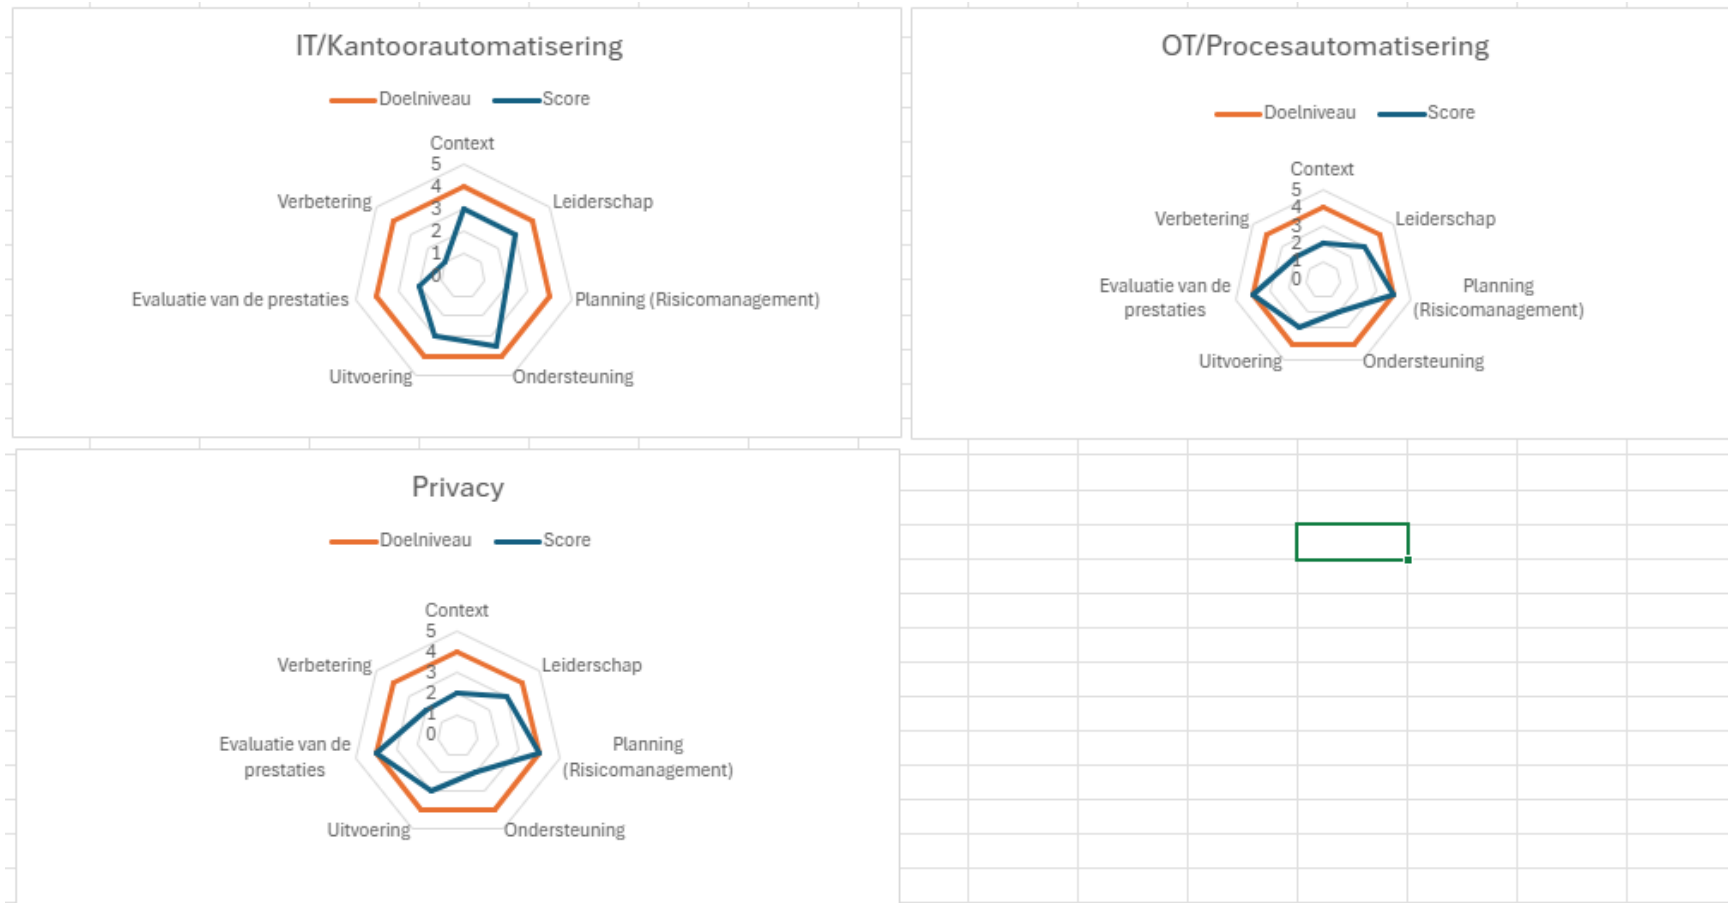 IT/Kantoorautomatisering
Doelniveau
Score
Context
5
4
3
2
1
0
Verbetering
Leiderschap
Evaluatie van de prestaties
Planning (Risicomanagement)
Uitvoering
Ondersteuning
OT/Procesautomatisering
Doelniveau
Score
Context
5
4
3
2
1
0
Verbetering
Leiderschap
Evaluatie van de
prestaties
Planning
(Risicomanagement)
Uitvoering
Ondersteuning
Privacy
Doelniveau
Score
Context
5
4
3
2
1
0
Verbetering
Leiderschap
Evaluatie van de
prestaties
Planning
(Risicomanagement)
Uitvoering
Ondersteuning